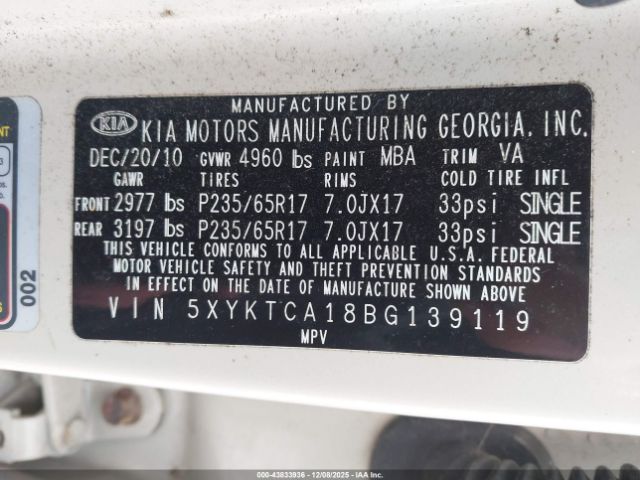 MANUFACTURED BY
KIA KIA MOTORS MANUFACTURING GEORGIA, INC.
DEC/20/10 GVWR 4960 lbs PAINT MBA TRIM VA
GAWR TIRES RIMS COLD TIRE INFL
FRONT 2977 lbs P235/65R17 7.0JX17 33psi SINGLE
REAR 3197 lbs P235/65R17 7.0JX17 33psi SINGLE
THIS VEHICLE CONFORMS TO ALL APPLICABLE U.S.A. FEDERAL
MOTOR VEHICLE SAFETY AND THEFT PREVENTION STANDARDS
IN EFFECT ON THE DATE OF MANUFACTURE SHOWN ABOVE
VIN 5XYKTCA18BG139119
MPV
002
000-43833936 - 12/08/2025 - IAA Inc.